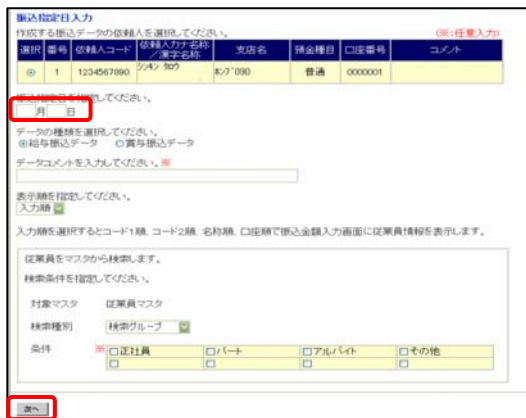 振込指定日入力
作成する振込データの依頼人を選択してください。 (※:任意入力)
選択 番号 依頼人コード 依頼人カナ名称/漢字名称 支店名 預金種目 口座番号 コメント
1 1234567890 シンキン タロウ ホンブ090 普通 0000001
振込指定日を指定してください。
月 日
データの種類を選択してください。
給与振込データ 賞与振込データ
データコメントを入力してください。※
表示順を指定してください。
入力順
入力順を選択するとコード1順、コード2順、名称順、口座順で振込金額入力画面に従業員情報を表示します。
従業員をマスタから検索します。
検索条件を指定してください。
対象マスタ 従業員マスタ
検索種別 検索グループ
条件 ※ 正社員 パート アルバイト その他
次へ